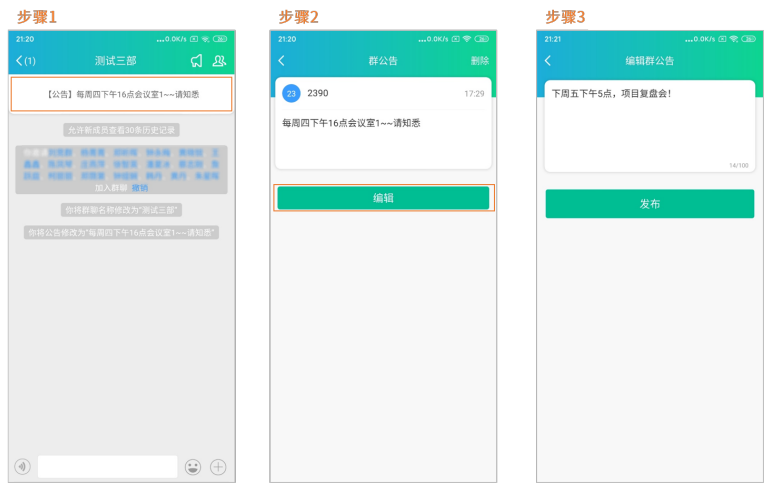 步骤1
21:20
...0.0K/s
(1)
测试三部
【公告】每周四下午16点会议室1~~请知悉
允许新成员查看30条历史记录
加入群聊 撤销
你将群聊名称修改为"测试三部"
你将公告修改为"每周四下午16点会议室1~~请知悉"
步骤2
21:20
...0.0K/s
群公告
删除
23
2390
17:29
每周四下午16点会议室1~~请知悉
编辑
步骤3
21:21
...0.0K/s
编辑群公告
下周五下午5点，项目复盘会！
14/100
发布